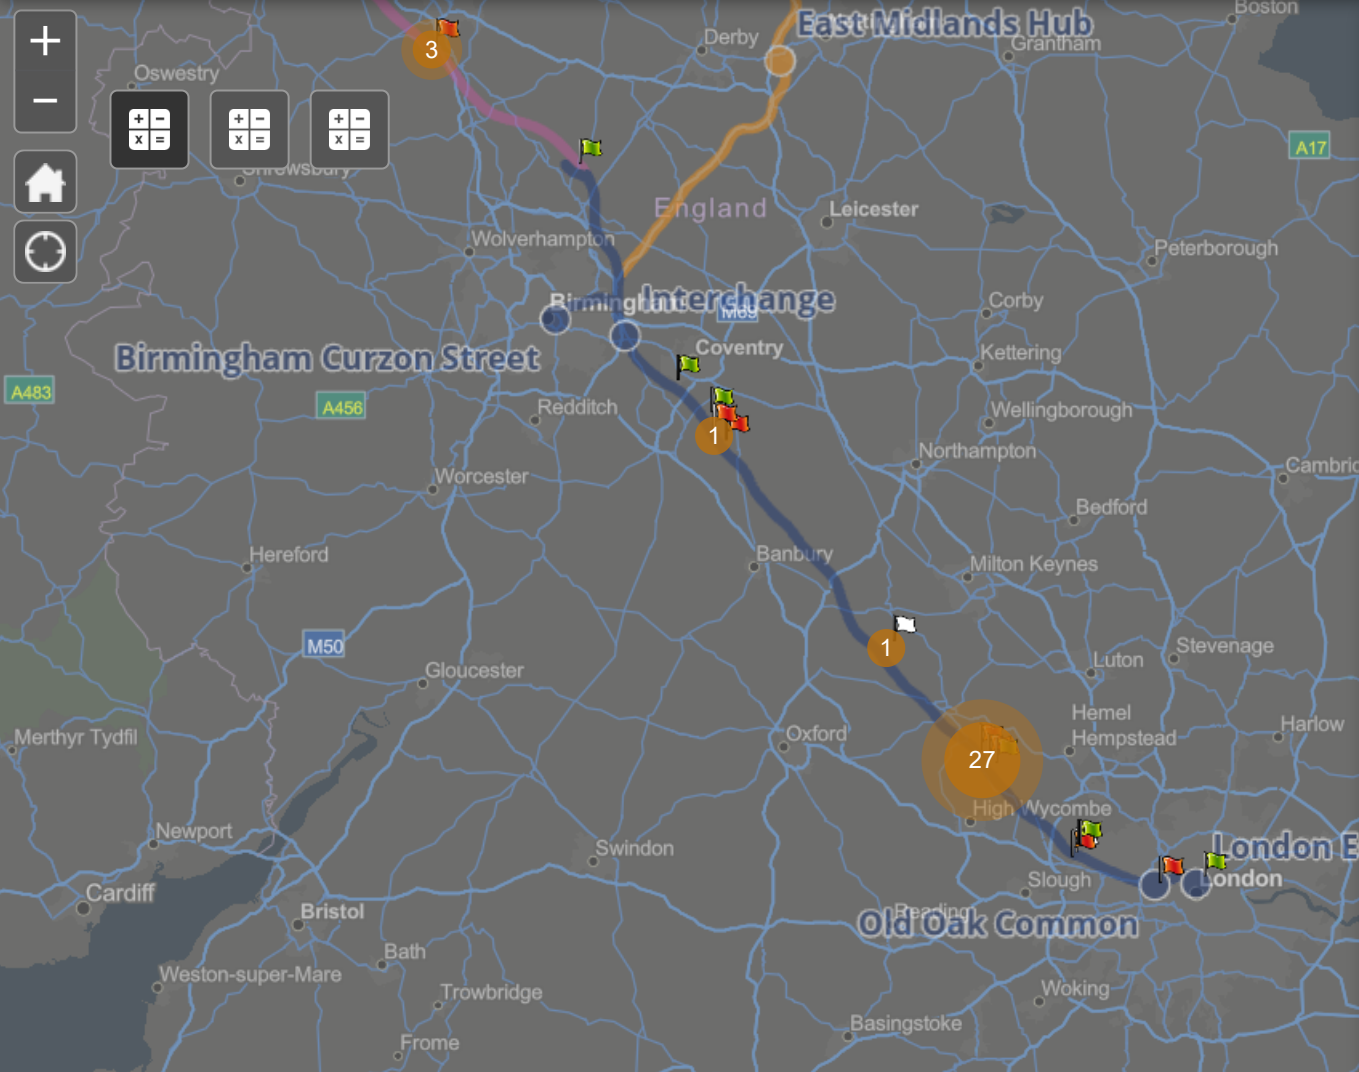 East Midlands Hub
Boston
Derby
Grantham
3
Oswestry
+
−
+ −
x =
+ −
x =
+ −
x =
A17
Shrewsbury
England
Leicester
Wolverhampton
Peterborough
Birmingham
Interchange
M69
Corby
Coventry
Kettering
Birmingham Curzon Street
A483
A456
Redditch
Wellingborough
1
Northampton
Worcester
Cambric
Bedford
Banbury
Hereford
Milton Keynes
M50
1
Stevenage
Luton
Gloucester
Hemel
Hempstead
Harlow
Merthyr Tydfil
Oxford
27
High Wycombe
Newport
Swindon
London E
London
Slough
Cardiff
Bristol
Reading
Old Oak Common
Bath
Weston-super-Mare
Trowbridge
Woking
Basingstoke
Frome